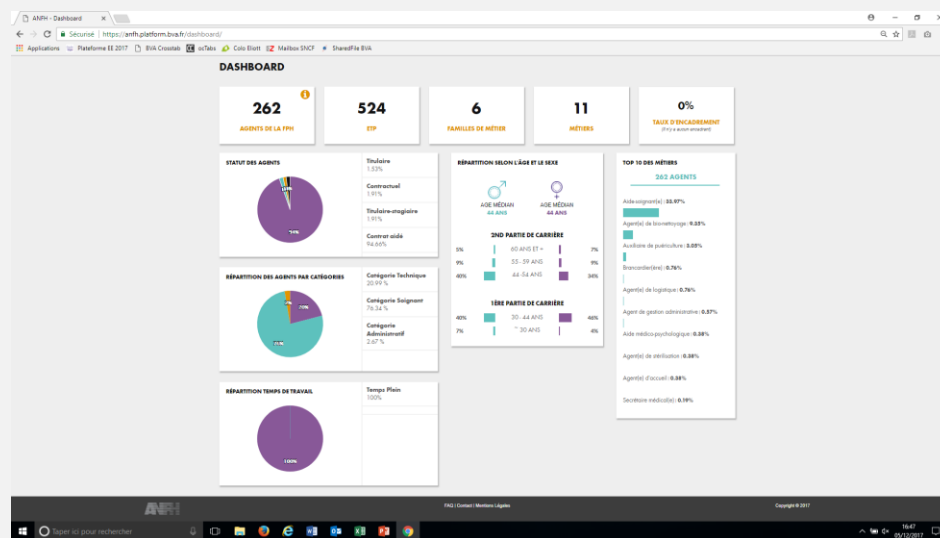 ANFH - Dashboard
Sécurisé | https://anfh.platform.bva.fr/dashboard/
Applications Plateforme EE 2017 BVA Crosstab acTabs Colo Eliott Mailbox SNCF SharedFile BVA
DASHBOARD
262
AGENTS DE LA FPH
524
ETP
6
FAMILLES DE MÉTIER
11
MÉTIERS
0%
TAUX D'ENCADREMENT
(Il n'y a aucun encadrant)
STATUT DES AGENTS
Titulaire
1.53%
Contractuel
1.91%
Titulaire-stagiaire
1.91%
Contrat aidé
94.66%
RÉPARTITION DES AGENTS PAR CATÉGORIES
Catégorie Technique
20.99 %
Catégorie Soignant
76.34 %
Catégorie
Administratif
2.67 %
RÉPARTITION TEMPS DE TRAVAIL
Temps Plein
100%
100%
RÉPARTITION SELON L'ÂGE ET LE SEXE
AGE MÉDIAN
44 ANS
AGE MÉDIAN
44 ANS
2ND PARTIE DE CARRIÈRE
5% 60 ANS ET + 7%
9% 55 - 59 ANS 9%
40% 44-54 ANS 34%
1ÈRE PARTIE DE CARRIÈRE
40% 30 - 44 ANS 46%
7% 30 ANS 4%
TOP 10 DES MÉTIERS
262 AGENTS
Aide-soignant(e) : 33.97%
Agent(e) de bionettoyage : 9.35%
Auxiliaire de puériculture : 3.05%
Brancardier(ère) : 0.76%
Agent(e) de logistique : 0.76%
Agent de gestion administrative : 0.57%
Aide médico-psychologique : 0.38%
Agent(e) de stérilisation : 0.38%
Agent(e) d'accueil : 0.38%
Secrétaire médical(e) : 0.19%
ANFH
FAQ | Contact | Mentions Légales
Copyright © 2017
Taper ici pour rechercher
16:47
05/12/2017